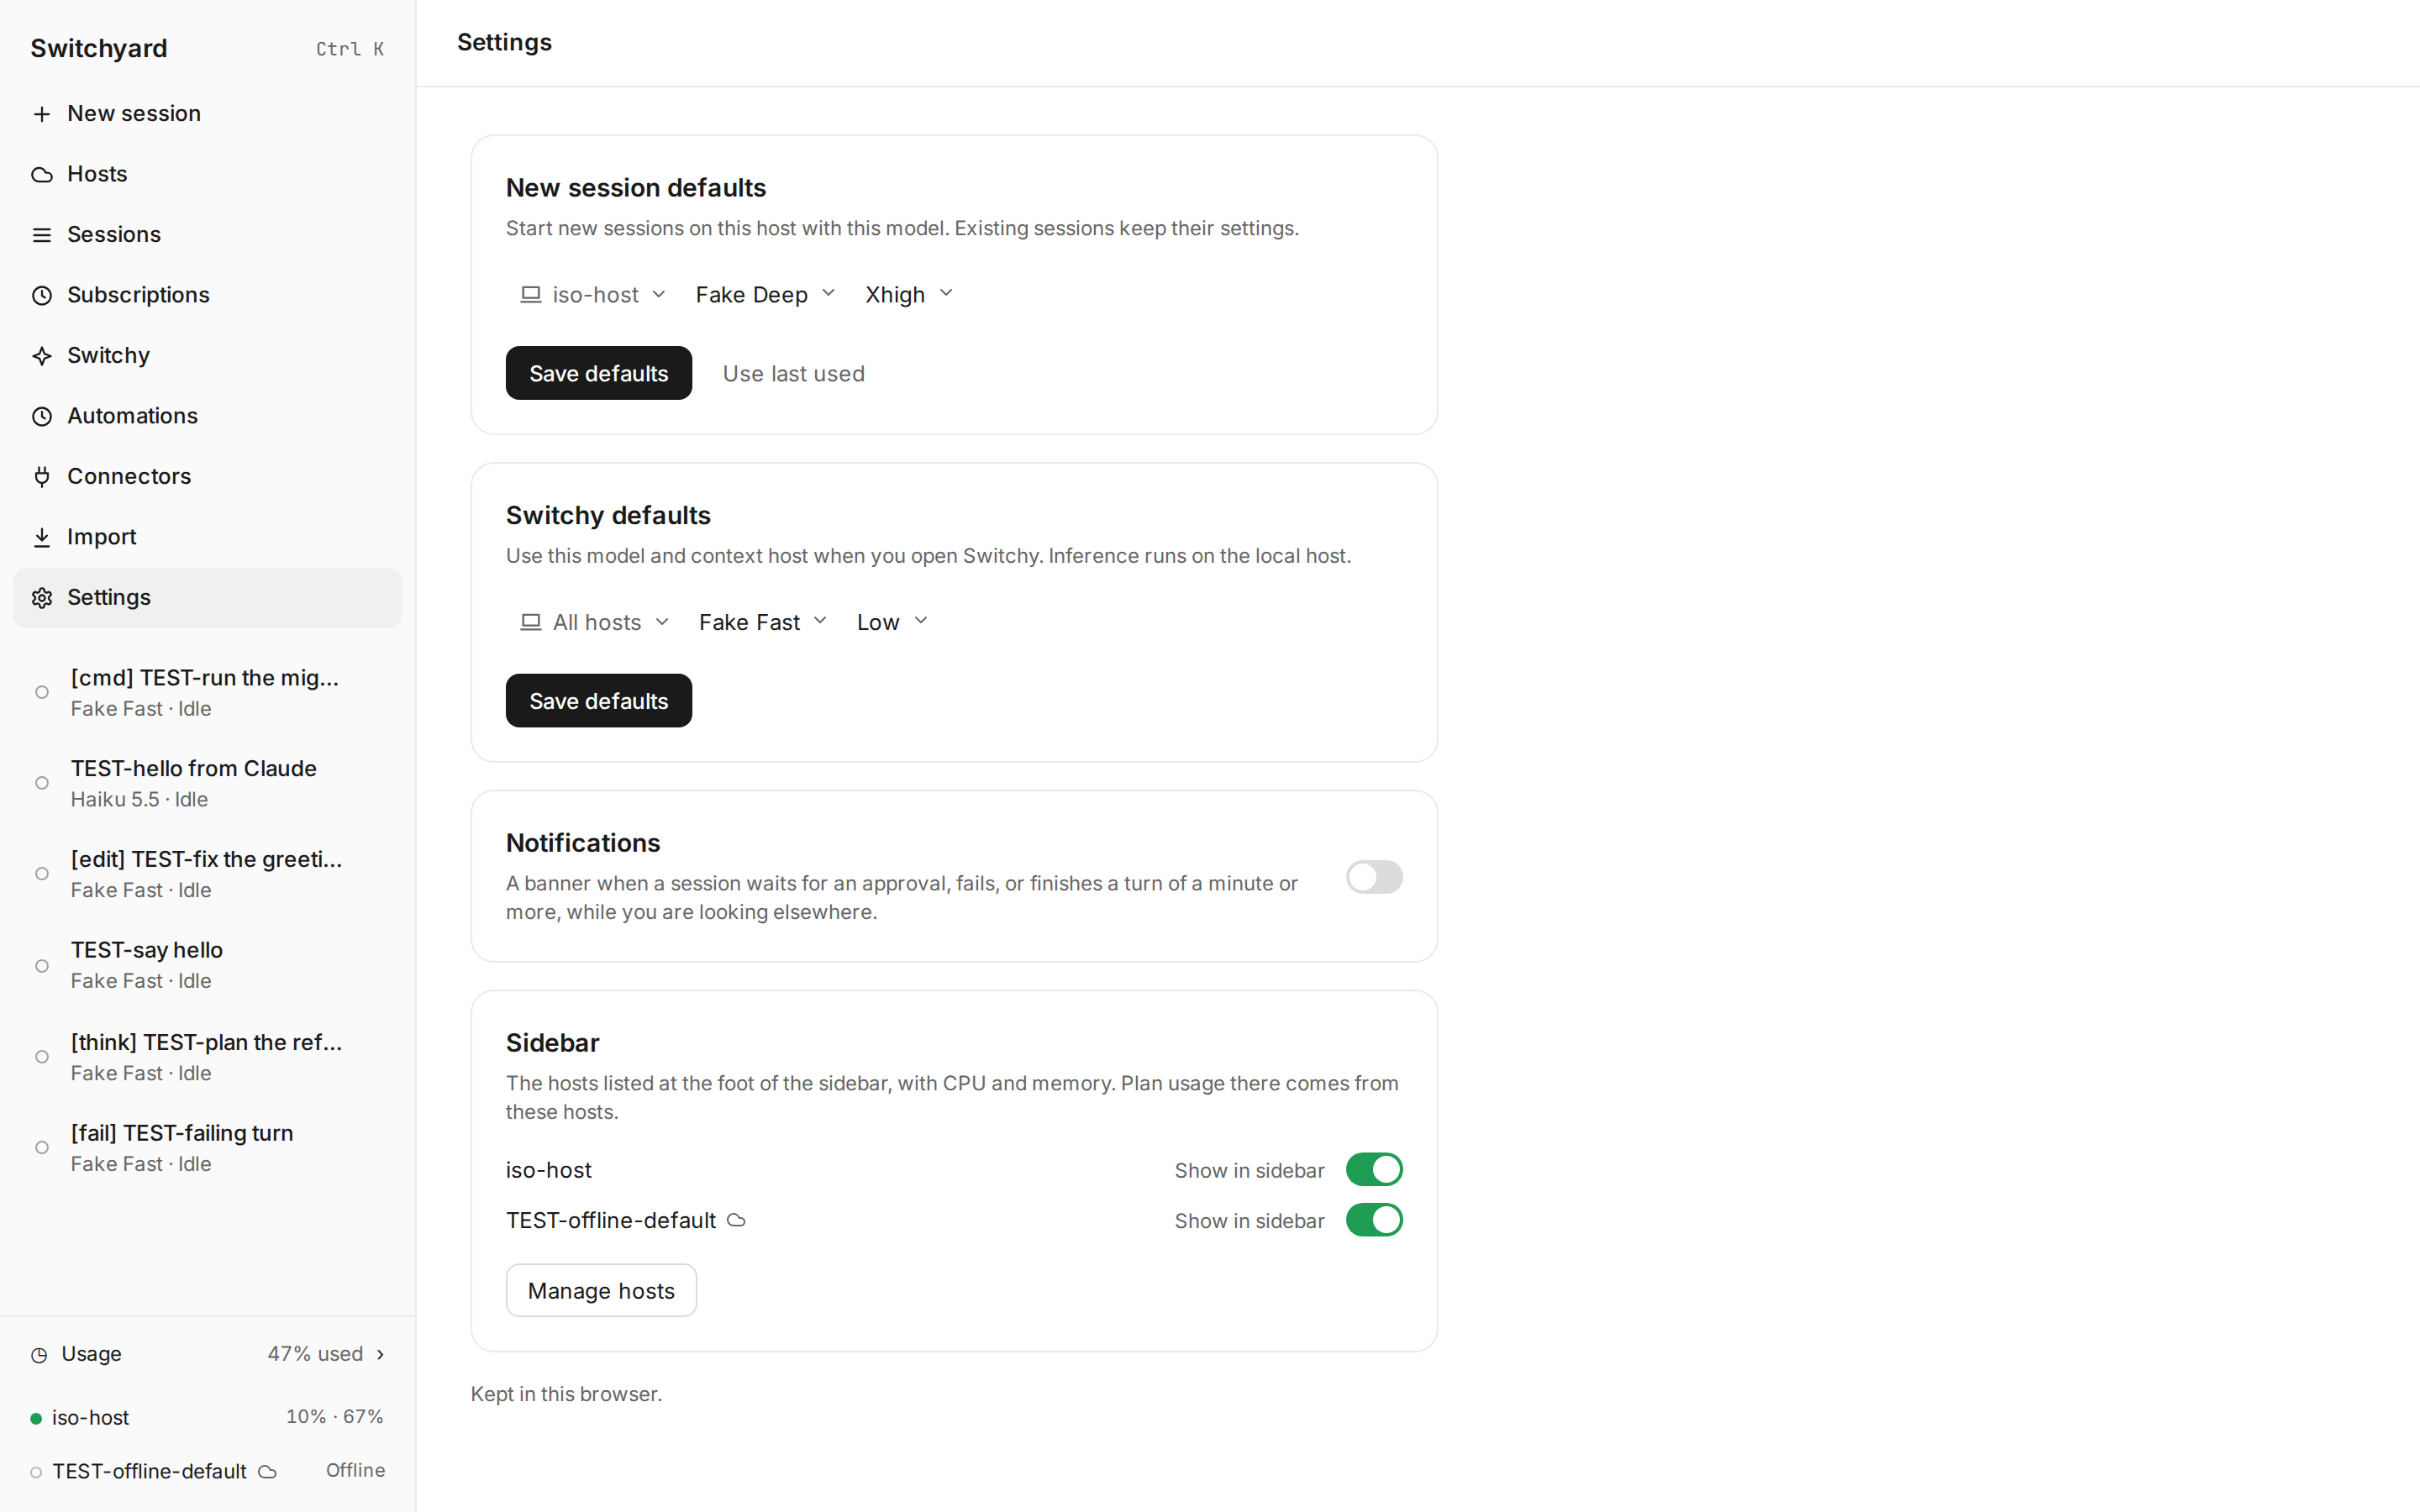 Switchyard Ctrl K
New session
Hosts
Sessions
Subscriptions
Switchy
Automations
Connectors
Import
Settings
[cmd] TEST-run the mig...
Fake Fast · Idle
TEST-hello from Claude
Haiku 5.5 · Idle
[edit] TEST-fix the greeti...
Fake Fast · Idle
TEST-say hello
Fake Fast · Idle
[think] TEST-plan the ref...
Fake Fast · Idle
[fail] TEST-failing turn
Fake Fast · Idle
Usage 47% used ›
iso-host 10% · 67%
TEST-offline-default Offline
Settings
New session defaults
Start new sessions on this host with this model. Existing sessions keep their settings.
iso-host Fake Deep Xhigh
Save defaults Use last used
Switchy defaults
Use this model and context host when you open Switchy. Inference runs on the local host.
All hosts Fake Fast Low
Save defaults
Notifications
A banner when a session waits for an approval, fails, or finishes a turn of a minute or
more, while you are looking elsewhere.
Sidebar
The hosts listed at the foot of the sidebar, with CPU and memory. Plan usage there comes from
these hosts.
iso-host Show in sidebar
TEST-offline-default Show in sidebar
Manage hosts
Kept in this browser.